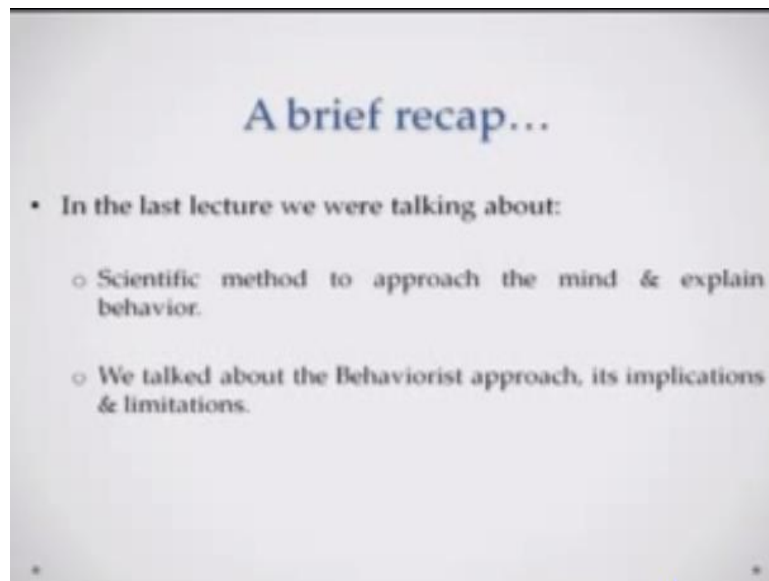 A brief recap...
• In the last lecture we were talking about:
o Scientific method to approach the mind & explain
behavior.
o We talked about the Behaviorist approach, its implications
& limitations.